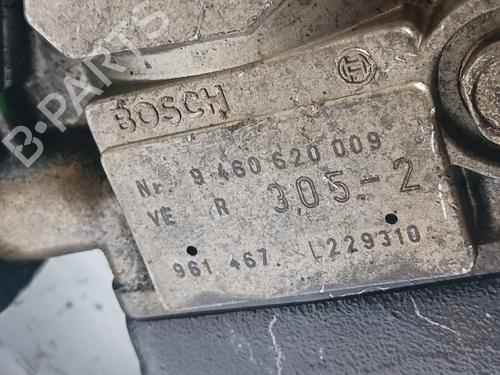 BOSCH
Nr 9 460 620 009
VE R 305-2
961 467 L229310
B-PARTS